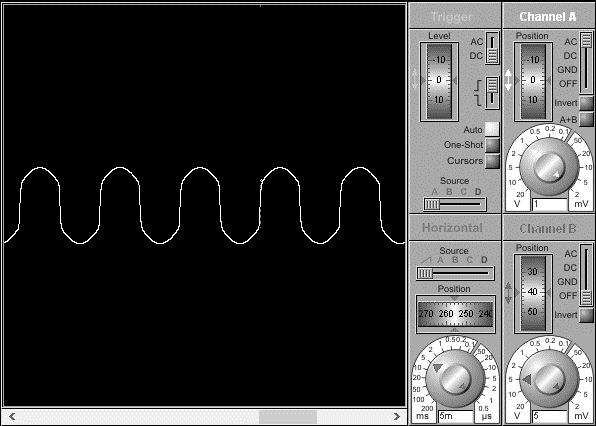 Trigger
Level
AC
DC
-10
0
10
Auto
One-Shot
Cursors
Source
A B C D
Channel A
Position
AC
DC
GND
OFF
-10
0
10
Invert
A+B
0.5 0.2 0.1
1
50
2
20
5
10
10
5
20
2
V
1
mV
Horizontal
Source
A B C D
Position
270 260 250 240
0.5
1
2
5
10
20
50
100
200
ms
5m
µs
Channel B
Position
AC
DC
GND
OFF
30
40
50
Invert
0.5 0.2 0.1
1
50
2
20
5
10
10
5
20
2
V
5
mV